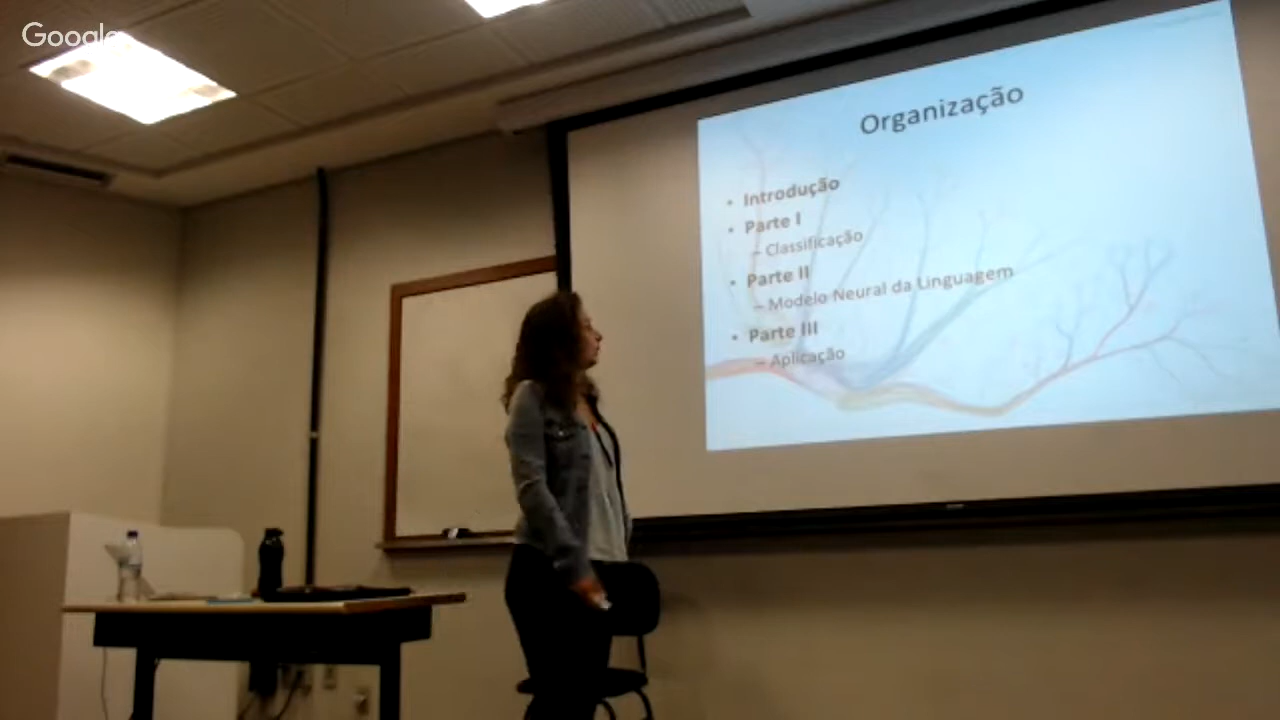 Google
Organização
• Introdução
• Parte I
– Classificação
• Parte II
– Modelo Neural da Linguagem
• Parte III
– Aplicação